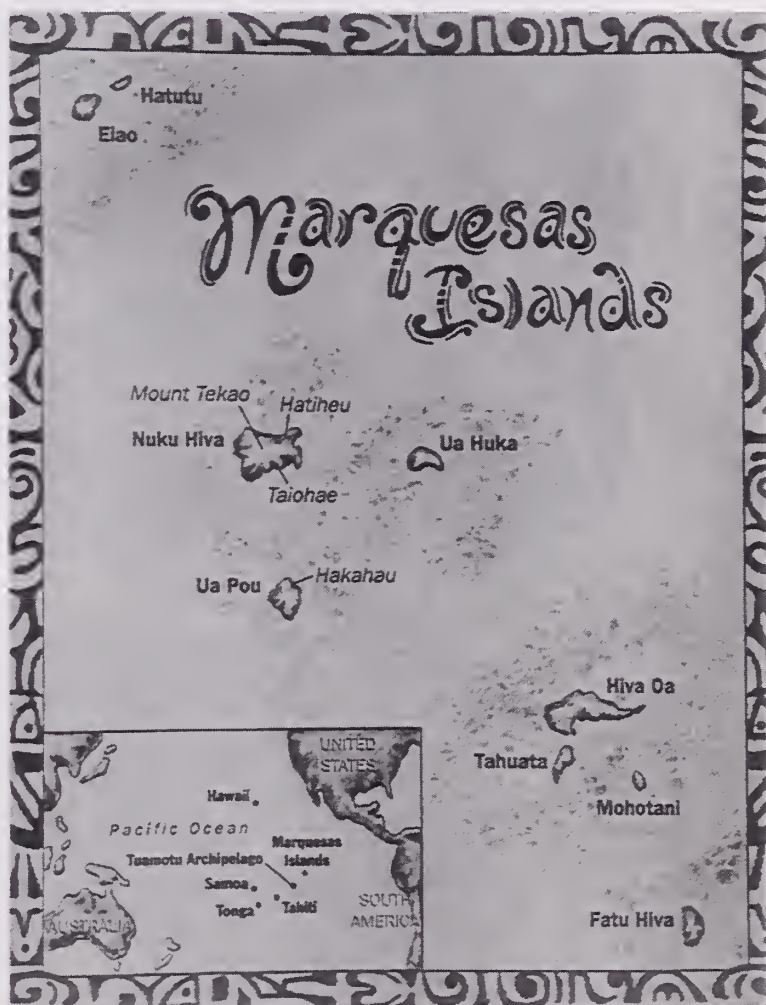 Hatutu
Eiao
Marquesas
Islands
Mount Tekao
Hatiheu
Nuku Hiva
Ua Huka
Taiohae
Ua Pou
Hakahau
Hiva Oa
Tahuata
Mohotani
Fatu Hiva
UNITED
STATES
Hawaii
Pacific Ocean
Marquesas
Islands
Tuamotu Archipelago
Samoa
Tonga
Tahiti
SOUTH
AMERICA
AUSTRALIA